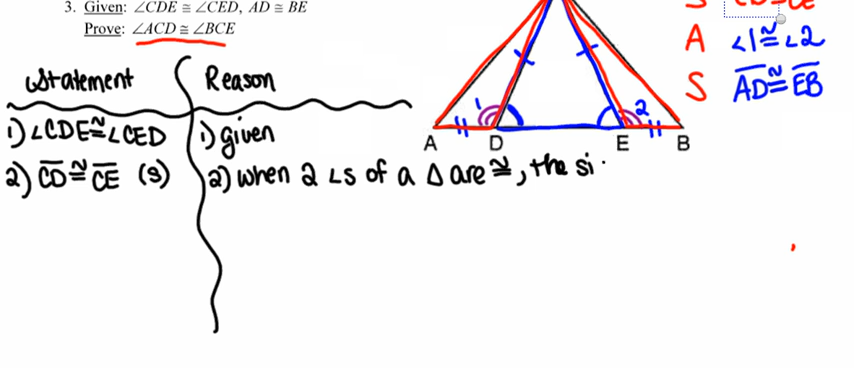 3. Given: ∠CDE ≅ ∠CED, AD ≅ BE
Prove: ∠ACD ≅ ∠BCE
A ∠1≅∠2
S AD≅EB
Statement Reason
1 2
A D E B
1) ∠CDE≅∠CED 1) given
2) CD≅CE (S) 2) when 2 ∠s of a Δ are ≅, the si